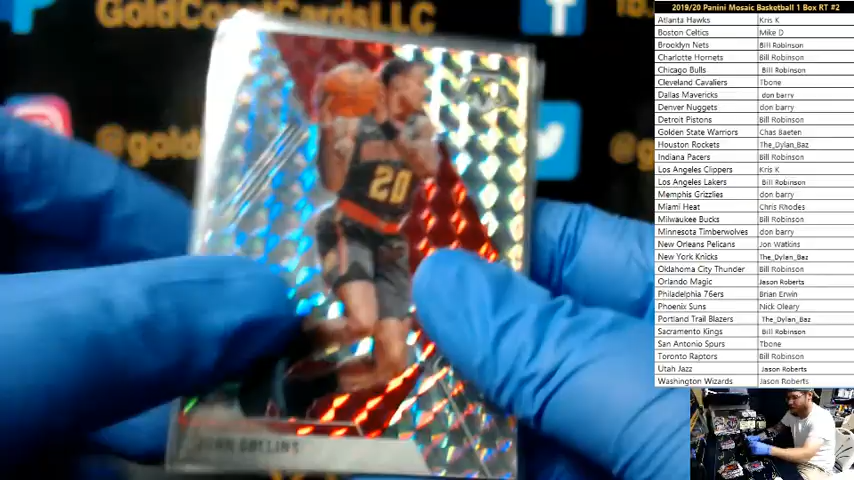 GoldCoastCardsLLC
fb.
@gold
@go
20
JOHN COLLINS
2019/20 Panini Mosaic Basketball 1 Box RT #2
Atlanta Hawks Kris K
Boston Celtics Mike D
Brooklyn Nets Bill Robinson
Charlotte Hornets Bill Robinson
Chicago Bulls Bill Robinson
Cleveland Cavaliers Tbone
Dallas Mavericks don barry
Denver Nuggets don barry
Detroit Pistons Bill Robinson
Golden State Warriors Chas Baeten
Houston Rockets The_Dylan_Baz
Indiana Pacers Bill Robinson
Los Angeles Clippers Kris K
Los Angeles Lakers Bill Robinson
Memphis Grizzlies don barry
Miami Heat Chris Rhodes
Milwaukee Bucks Bill Robinson
Minnesota Timberwolves don barry
New Orleans Pelicans Jon Watkins
New York Knicks The_Dylan_Baz
Oklahoma City Thunder Bill Robinson
Orlando Magic Jason Roberts
Philadelphia 76ers Brian Erwin
Phoenix Suns Nick Oleary
Portland Trail Blazers The_Dylan_Baz
Sacramento Kings Bill Robinson
San Antonio Spurs Tbone
Toronto Raptors Bill Robinson
Utah Jazz Jason Roberts
Washington Wizards Jason Roberts